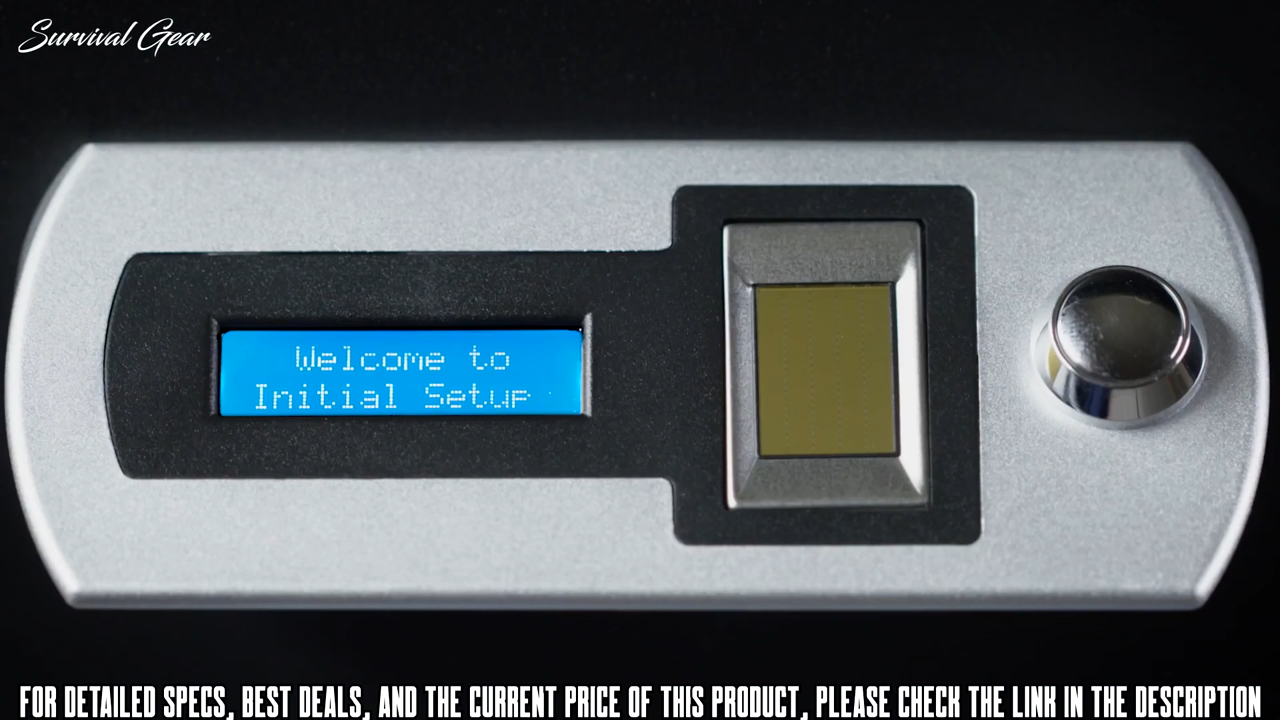 Survival Gear
Welcome to
Initial Setup
FOR DETAILED SPECS, BEST DEALS, AND THE CURRENT PRICE OF THIS PRODUCT, PLEASE CHECK THE LINK IN THE DESCRIPTION